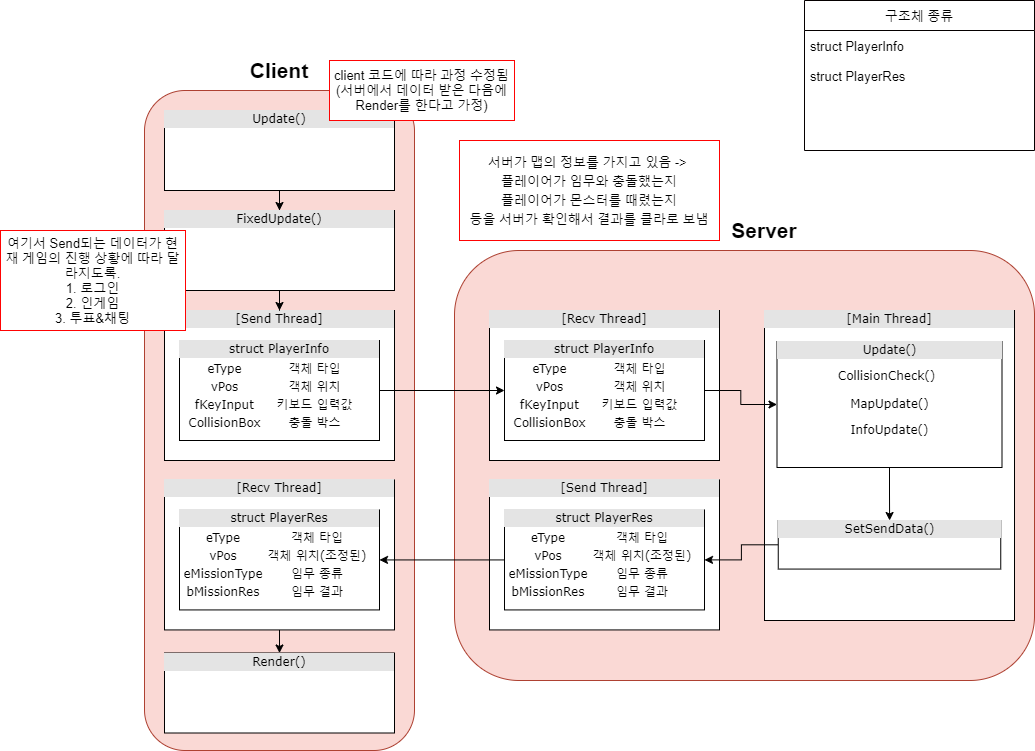 구조체 종류
struct PlayerInfo
struct PlayerRes
Client
client 코드에 따라 과정 수정됨
(서버에서 데이터 받은 다음에
Render를 한다고 가정)
Update()
FixedUpdate()
여기서 Send되는 데이터가 현
재 게임의 진행 상황에 따라 달
라지도록.
1. 로그인
2. 인게임
3. 투표&채팅
[Send Thread]
struct PlayerInfo
eType 객체 타입
vPos 객체 위치
fKeyInput 키보드 입력값
CollisionBox 충돌 박스
[Recv Thread]
struct PlayerRes
eType 객체 타입
vPos 객체 위치(조정된)
eMissionType 임무 종류
bMissionRes 임무 결과
Render()
서버가 맵의 정보를 가지고 있음 ->
플레이어가 임무와 충돌했는지
플레이어가 몬스터를 때렸는지
등을 서버가 확인해서 결과를 클라로 보냄
Server
[Recv Thread]
struct PlayerInfo
eType 객체 타입
vPos 객체 위치
fKeyInput 키보드 입력값
CollisionBox 충돌 박스
[Send Thread]
struct PlayerRes
eType 객체 타입
vPos 객체 위치(조정된)
eMissionType 임무 종류
bMissionRes 임무 결과
[Main Thread]
Update()
CollisionCheck()
MapUpdate()
InfoUpdate()
SetSendData()